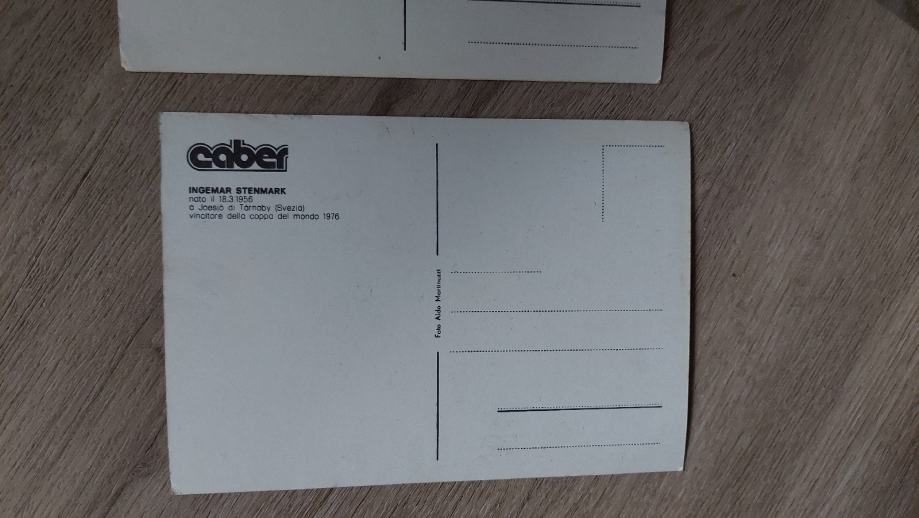 caber
INGEMAR STENMARK
nato il 18.3.1956
a Joesjö di Tärnaby (Svezia)
vincitore della coppa del mondo 1976
Foto Aldo Martinuzzi